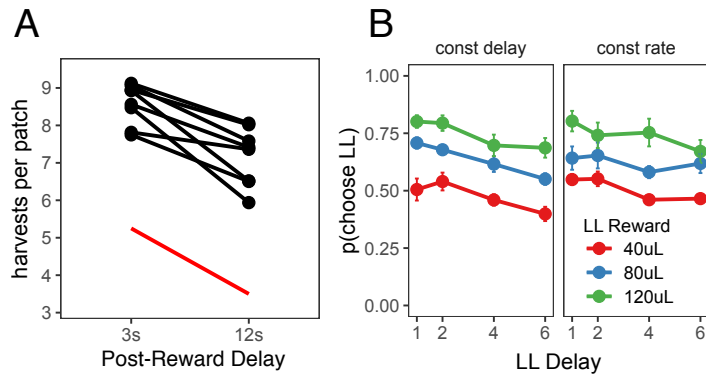 A
harvests per patch
9
8
7
6
5
4
3
3s
12s
Post-Reward Delay
B
const delay
const rate
p(choose LL)
1.00
0.75
0.50
0.25
0.00
LL Reward
40uL
80uL
120uL
1 2 4 6
1 2 4 6
LL Delay